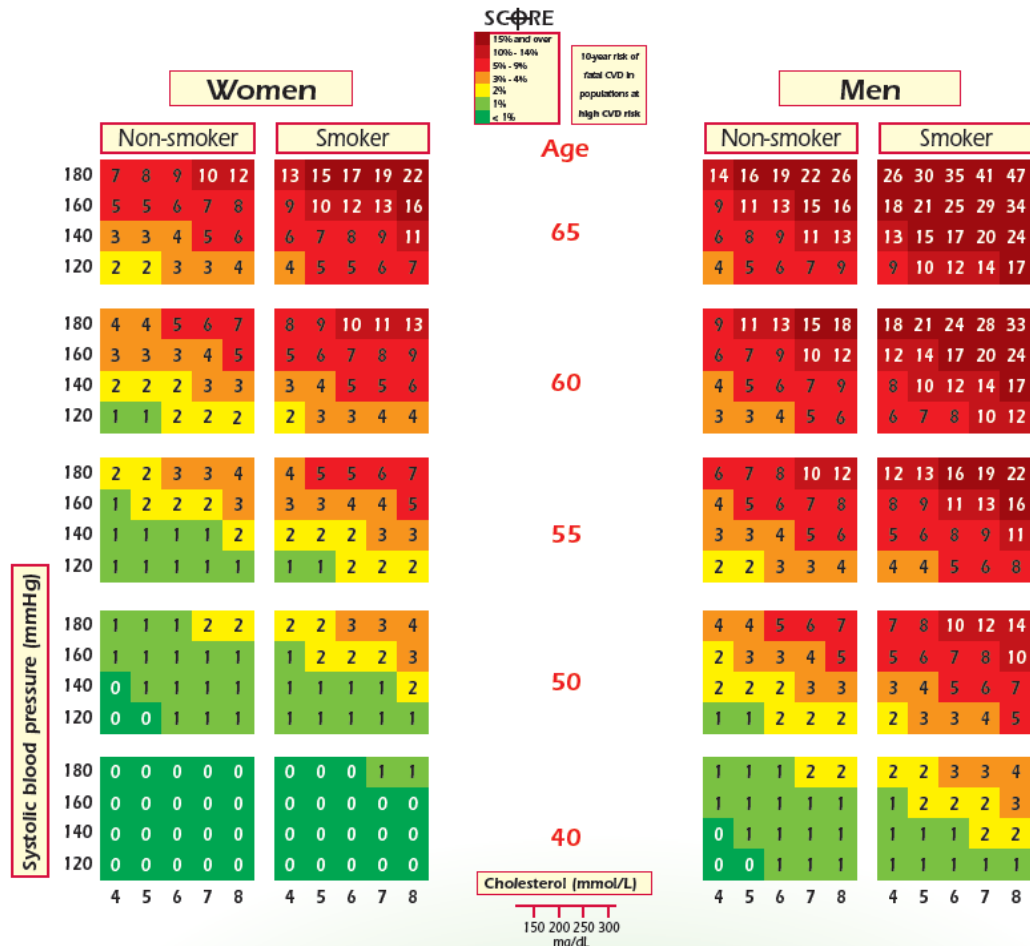 SCORE
15% and over
10% - 14%
5% - 9%
3% - 4%
2%
1%
< 1%
10-year risk of
fatal CVD in
populations at
high CVD risk
Women
Men
Non-smoker Smoker Age Non-smoker Smoker
180 7 8 9 10 12 13 15 17 19 22 14 16 19 22 26 26 30 35 41 47
160 5 5 6 7 8 9 10 12 13 16 9 11 13 15 16 18 21 25 29 34
140 3 3 4 5 6 6 7 8 9 11 65 6 8 9 11 13 13 15 17 20 24
120 2 2 3 3 4 4 5 5 6 7 4 5 6 7 9 9 10 12 14 17
180 4 4 5 6 7 8 9 10 11 13 9 11 13 15 18 18 21 24 28 33
160 3 3 3 4 5 5 6 7 8 9 6 7 9 10 12 12 14 17 20 24
140 2 2 2 3 3 3 4 5 5 6 60 4 5 6 7 9 8 10 12 14 17
120 1 1 2 2 2 2 3 3 4 4 3 3 4 5 6 6 7 8 10 12
180 2 2 3 3 4 4 5 5 6 7 6 7 8 10 12 12 13 16 19 22
160 1 2 2 2 3 3 3 4 4 5 4 5 6 7 8 8 9 11 13 16
140 1 1 1 1 2 2 2 2 3 3 55 3 3 4 5 6 5 6 8 9 11
120 1 1 1 1 1 1 1 2 2 2 2 2 3 3 4 4 4 5 6 8
180 1 1 1 2 2 2 2 3 3 4 4 4 5 6 7 7 8 10 12 14
160 1 1 1 1 1 1 2 2 2 3 2 3 3 4 5 5 6 7 8 10
140 0 1 1 1 1 1 1 1 1 2 50 2 2 2 3 3 3 4 5 6 7
120 0 0 1 1 1 1 1 1 1 1 1 1 2 2 2 2 3 3 4 5
180 0 0 0 0 0 0 0 0 1 1 1 1 1 2 2 2 2 3 3 4
160 0 0 0 0 0 0 0 0 0 0 1 1 1 1 1 1 2 2 2 3
140 0 0 0 0 0 0 0 0 0 0 40 0 1 1 1 1 1 1 1 2 2
120 0 0 0 0 0 0 0 0 0 0 0 0 1 1 1 1 1 1 1 1
4 5 6 7 8 4 5 6 7 8 4 5 6 7 8 4 5 6 7 8
Systolic blood pressure (mmHg)
Cholesterol (mmol/L)
150 200 250 300
mg/dL